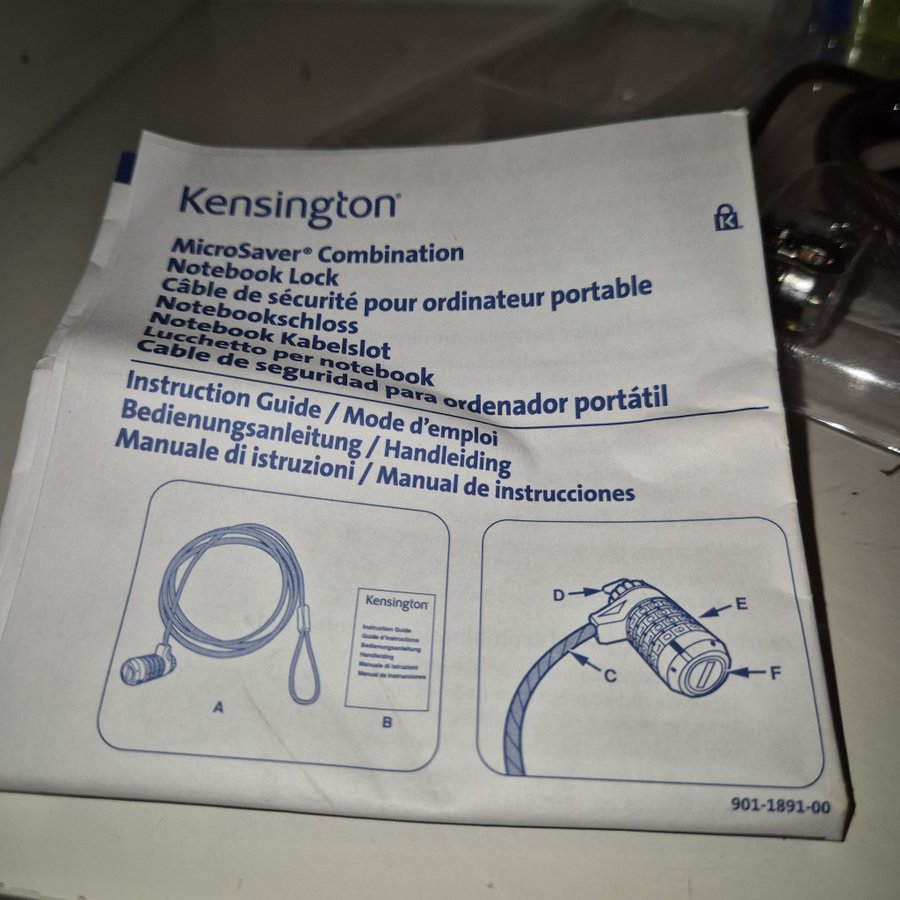 Kensington®
MicroSaver® Combination
Notebook Lock
Câble de sécurité pour ordinateur portable
Notebookschloss
Notebook Kabelslot
Lucchetto per notebook
Cable de seguridad para ordenador portátil
Instruction Guide / Mode d'emploi
Bedienungsanleitung / Handleiding
Manuale di istruzioni / Manual de instrucciones
Kensington
Instruction Guide
Guide d'instructions
Bedienungsanleitung
Handleiding
Manuale di istruzioni
Manual de instrucciones
A
B
D
E
C
F
901-1891-00